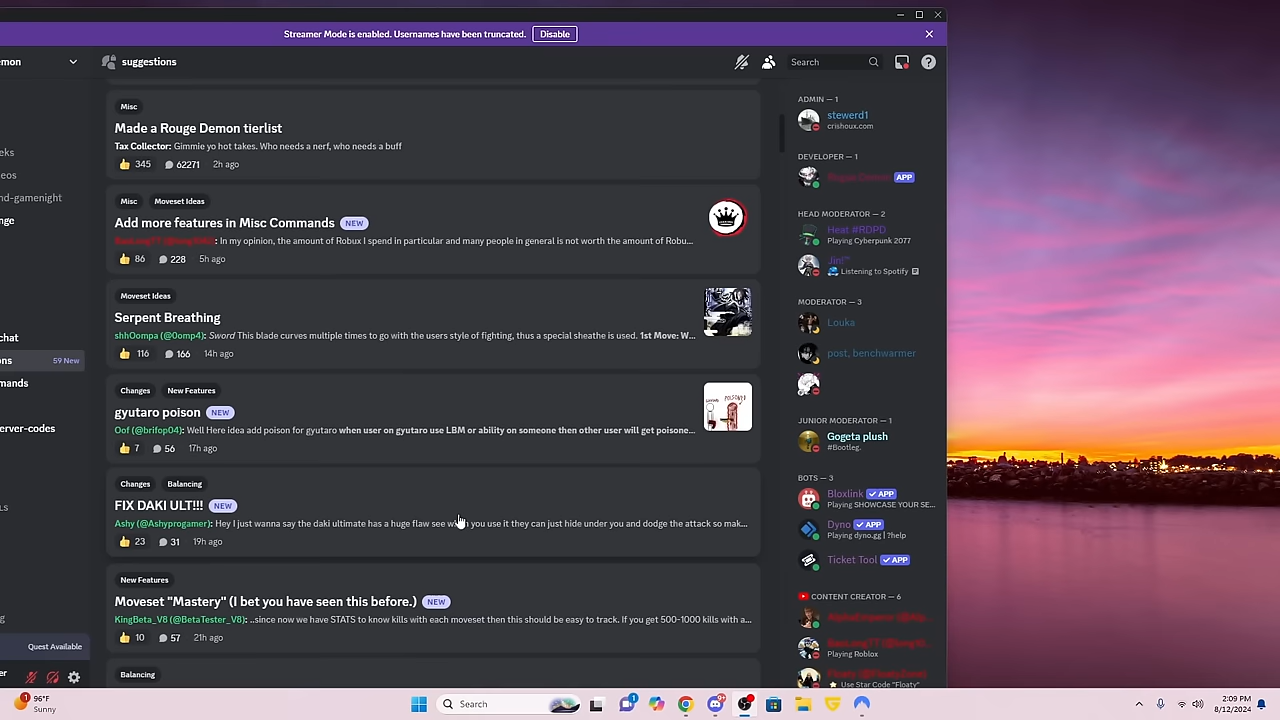 Streamer Mode is enabled. Usernames have been truncated. Disable
emon
suggestions
Search
Misc
Made a Rouge Demon tierlist
Tax Collector: Gimmie yo hot takes. Who needs a nerf, who needs a buff
345 62271 2h ago
Misc Moveset Ideas
Add more features in Misc Commands NEW
: In my opinion, the amount of Robux I spend in particular and many people in general is not worth the amount of Robu...
86 228 5h ago
Moveset Ideas
Serpent Breathing
shhOompa (@0omp4): Sword This blade curves multiple times to go with the users style of fighting, thus a special sheathe is used. 1st Move: W...
116 166 14h ago
Changes New Features
gyutaro poison NEW
Oof (@brifop04): Well Here idea add poison for gyutaro when user on gyutaro use LBM or ability on someone then other user will get poisone...
7 56 17h ago
Changes Balancing
FIX DAKI ULT!!! NEW
Ashy (@Ashyprogamer): Hey I just wanna say the daki ultimate has a huge flaw see you use it they can just hide under you and dodge the attack so mak...
23 31 19h ago
New Features
Moveset "Mastery" (I bet you have seen this before.) NEW
KingBeta_V8 (@BetaTester_V8): ..since now we have STATS to know kills with each moveset then this should be easy to track. If you get 500-1000 kills with a...
10 57 21h ago
Balancing
eeks
eos
nd-gamenight
nge
chat
ons 59 New
mands
erver-codes
LS
g
Quest Available
er
ADMIN — 1
stewerd1
crishoux.com
DEVELOPER — 1
APP
HEAD MODERATOR — 2
Heat #RDPD
Playing Cyberpunk 2077
Jin!™
Listening to Spotify
MODERATOR — 3
Louka
post, benchwarmer
JUNIOR MODERATOR — 1
Gogeta plush
#Bootleg.
BOTS — 3
Bloxlink APP
Playing SHOWCASE YOUR SE...
Dyno APP
Playing dyno.gg | ?help
Ticket Tool APP
CONTENT CREATOR — 6
Playing Roblox
Use Star Code "Floaty"
1
96°F
Sunny
Search
1
9+
2:09 PM
8/12/2024